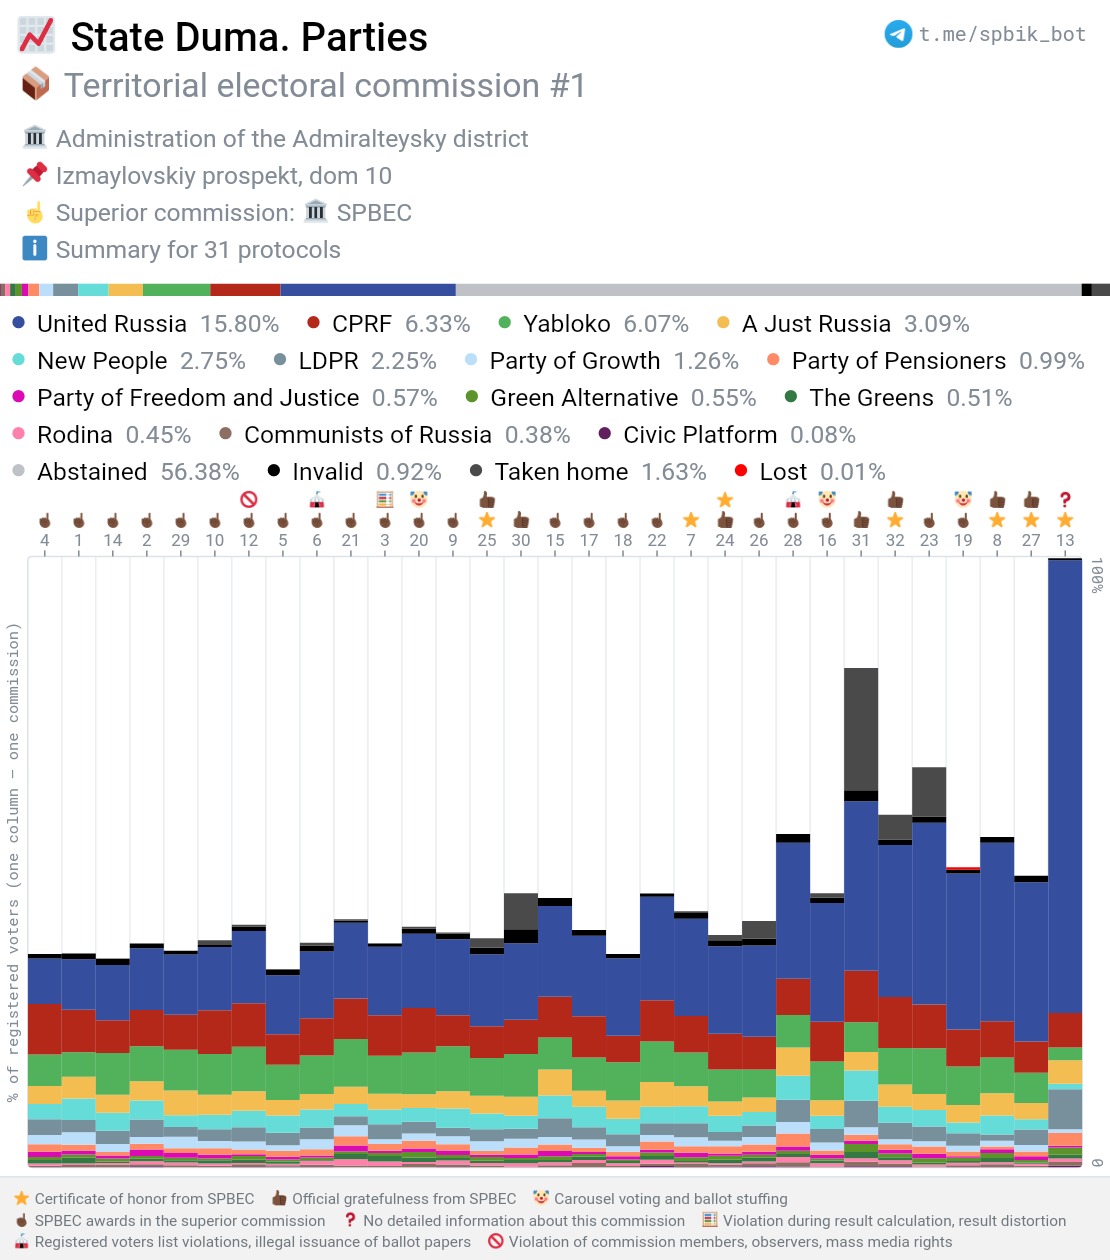 State Duma. Parties
t.me/spbik_bot
Territorial electoral commission #1
Administration of the Admiralteysky district
Izmaylovskiy prospekt, dom 10
Superior commission: SPBEC
Summary for 31 protocols
United Russia 15.80% CPRF 6.33% Yabloko 6.07% A Just Russia 3.09%
New People 2.75% LDPR 2.25% Party of Growth 1.26% Party of Pensioners 0.99%
Party of Freedom and Justice 0.57% Green Alternative 0.55% The Greens 0.51%
Rodina 0.45% Communists of Russia 0.38% Civic Platform 0.08%
Abstained 56.38% Invalid 0.92% Taken home 1.63% Lost 0.01%
4 1 14 2 29 10 12 5 6 21 3 20 9 25 30 15 17 18 22 7 24 26 28 16 31 32 23 19 8 27 13
100%
% of registered voters (one column – one commission)
0
Certificate of honor from SPBEC Official gratefulness from SPBEC Carousel voting and ballot stuffing
SPBEC awards in the superior commission No detailed information about this commission Violation during result calculation, result distortion
Registered voters list violations, illegal issuance of ballot papers Violation of commission members, observers, mass media rights